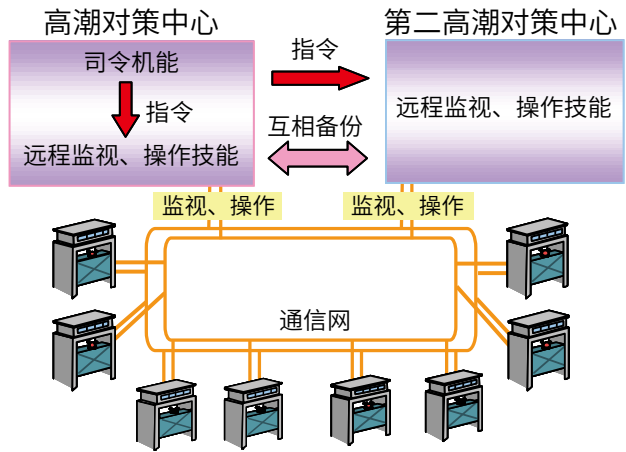 高潮对策中心
第二高潮对策中心
司令机能
指令
指令
远程监视、操作技能
远程监视、操作技能
互相备份
监视、操作
监视、操作
通信网